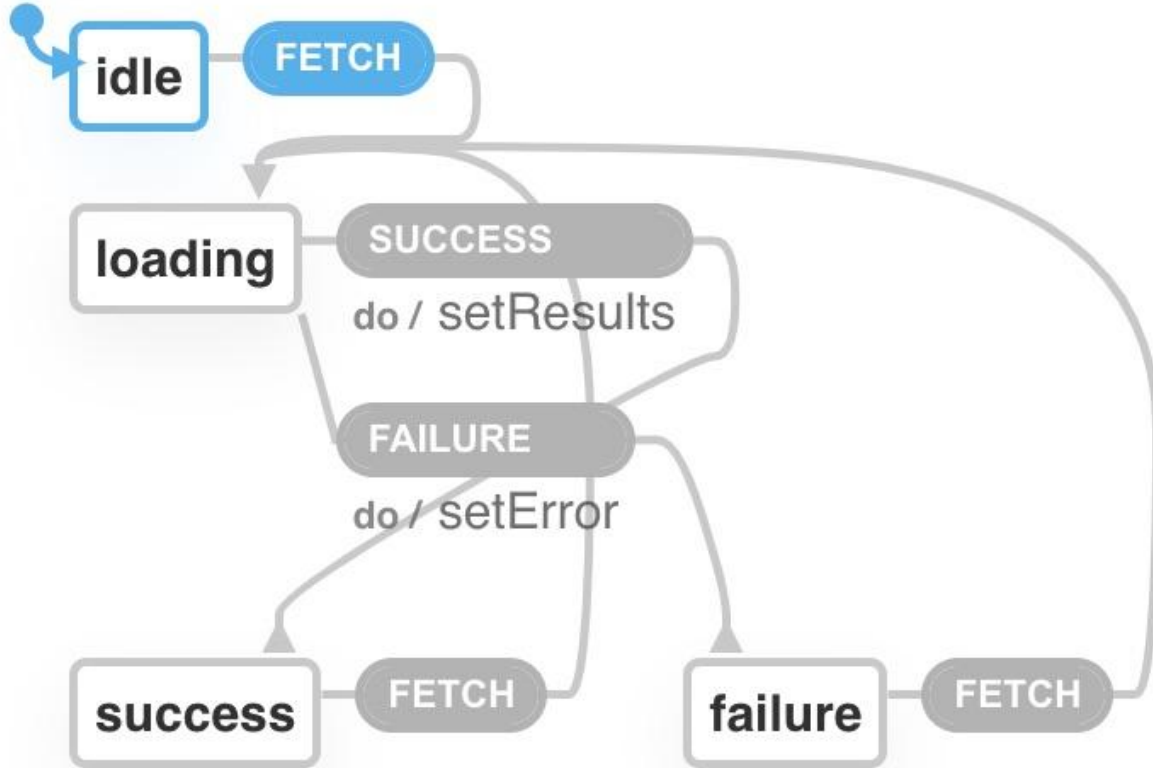 idle FETCH
loading SUCCESS
do / setResults
FAILURE
do / setError
success FETCH failure FETCH